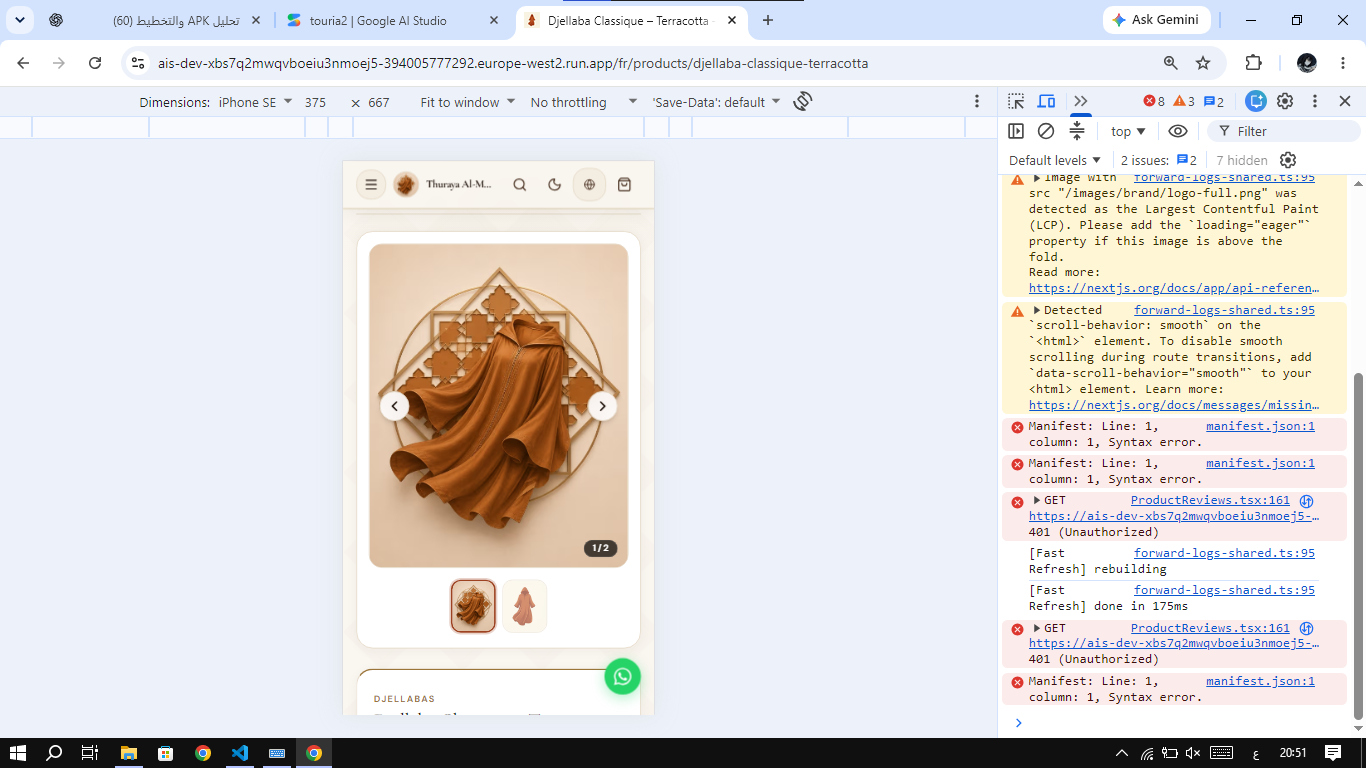 تحليل APK والتخطيط (60)
touria2 | Google AI Studio
Djellaba Classique – Terracotta -
Ask Gemini
ais-dev-xbs7q2mwqvboeiu3nmoej5-394005777292.europe-west2.run.app/fr/products/djellaba-classique-terracotta
Dimensions: iPhone SE 375 × 667 Fit to window No throttling 'Save-Data': default
8 3 2
top Filter
Default levels 2 issues: 2 7 hidden
Thuraya Al-M...
1/2
DJELLABAS
Image with forward-logs-shared.ts:95
src "/images/brand/logo-full.png" was
detected as the Largest Contentful Paint
(LCP). Please add the `loading="eager"`
property if this image is above the
fold.
Read more:
https://nextjs.org/docs/app/api-referen…
Detected forward-logs-shared.ts:95
`scroll-behavior: smooth` on the
`<html>` element. To disable smooth
scrolling during route transitions, add
`data-scroll-behavior="smooth"` to your
<html> element. Learn more:
https://nextjs.org/docs/messages/missin…
Manifest: Line: 1, manifest.json:1
column: 1, Syntax error.
Manifest: Line: 1, manifest.json:1
column: 1, Syntax error.
GET ProductReviews.tsx:161
https://ais-dev-xbs7q2mwqvboeiu3nmoej5-…
401 (Unauthorized)
[Fast forward-logs-shared.ts:95
Refresh] rebuilding
[Fast forward-logs-shared.ts:95
Refresh] done in 175ms
GET ProductReviews.tsx:161
https://ais-dev-xbs7q2mwqvboeiu3nmoej5-…
401 (Unauthorized)
Manifest: Line: 1, manifest.json:1
column: 1, Syntax error.
ع
20:51